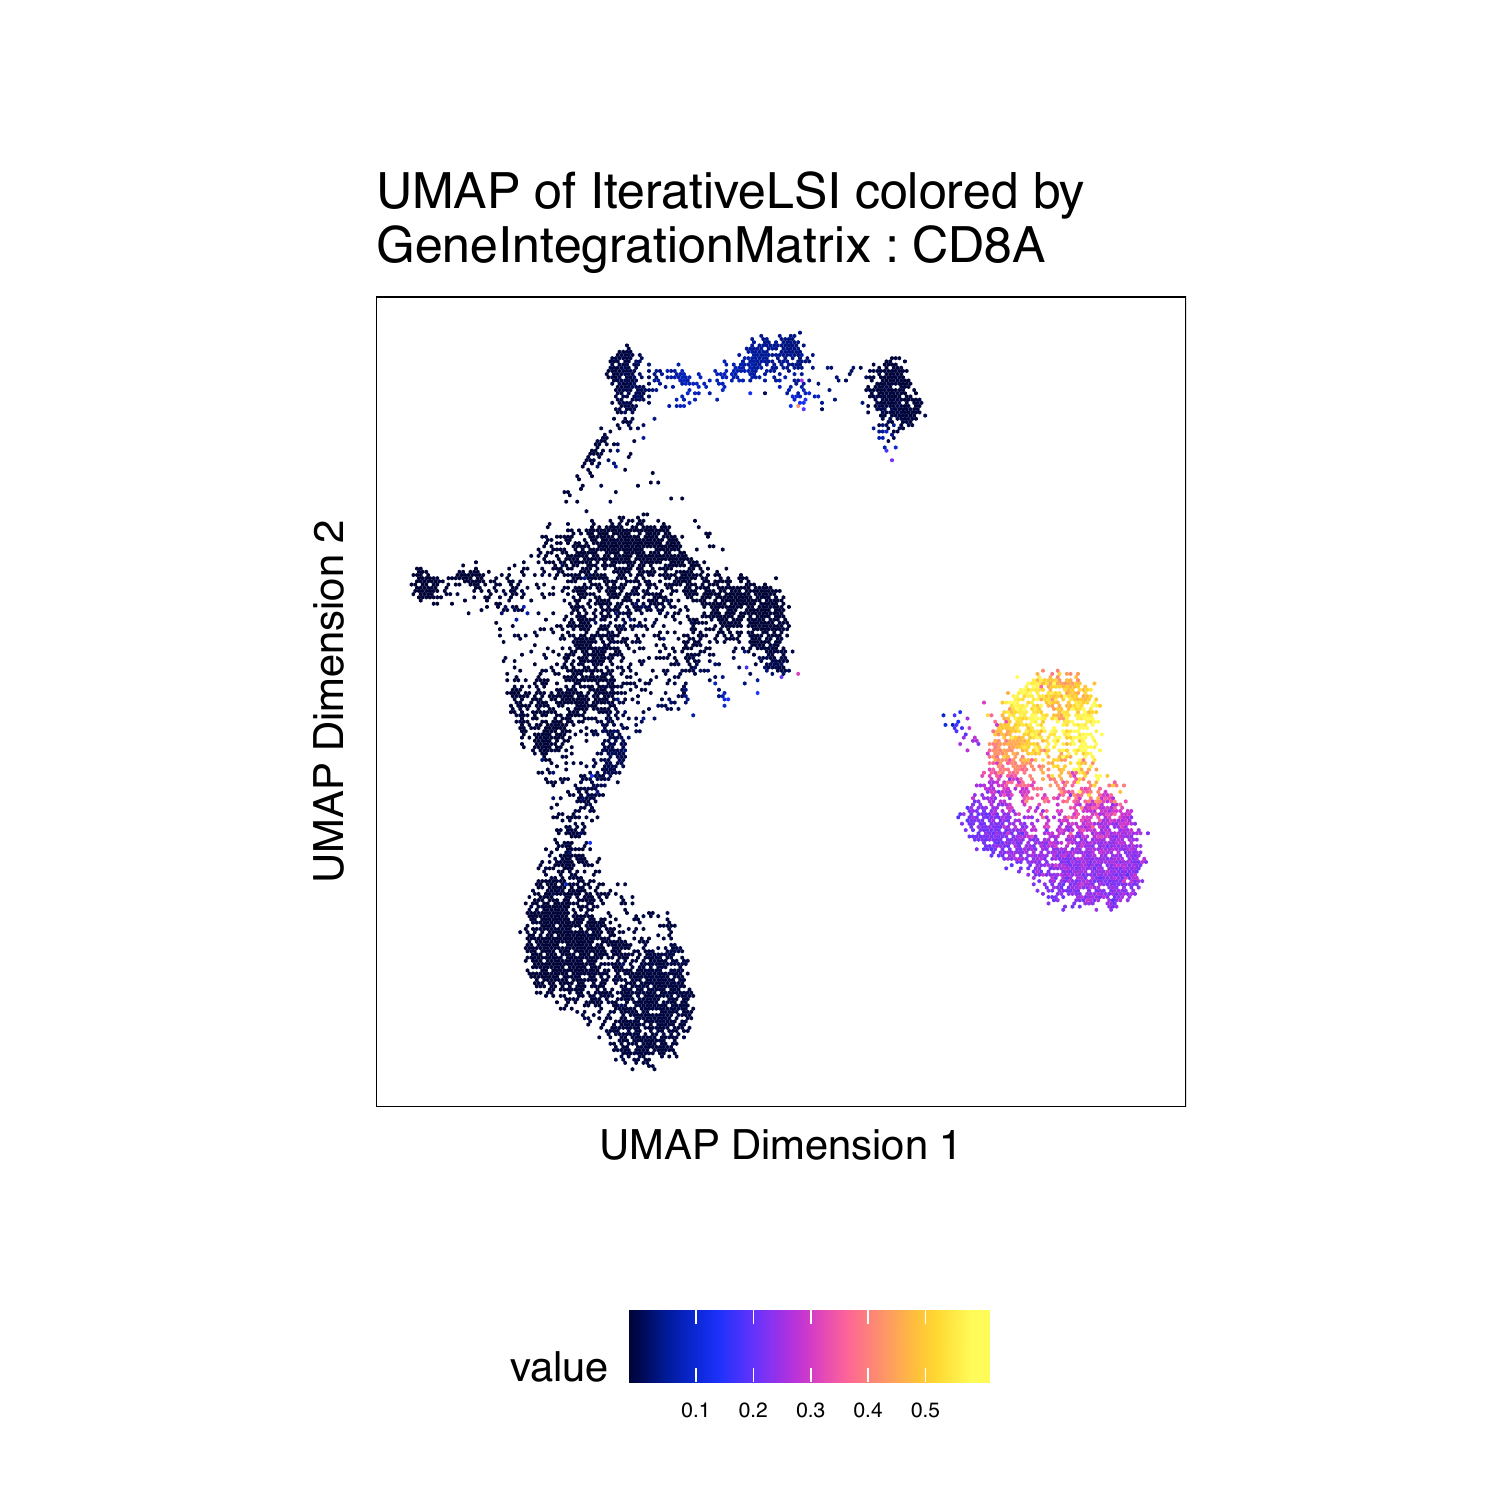 UMAP of IterativeLSI colored by
GeneIntegrationMatrix : CD8A
UMAP Dimension 2
UMAP Dimension 1
value
0.1 0.2 0.3 0.4 0.5